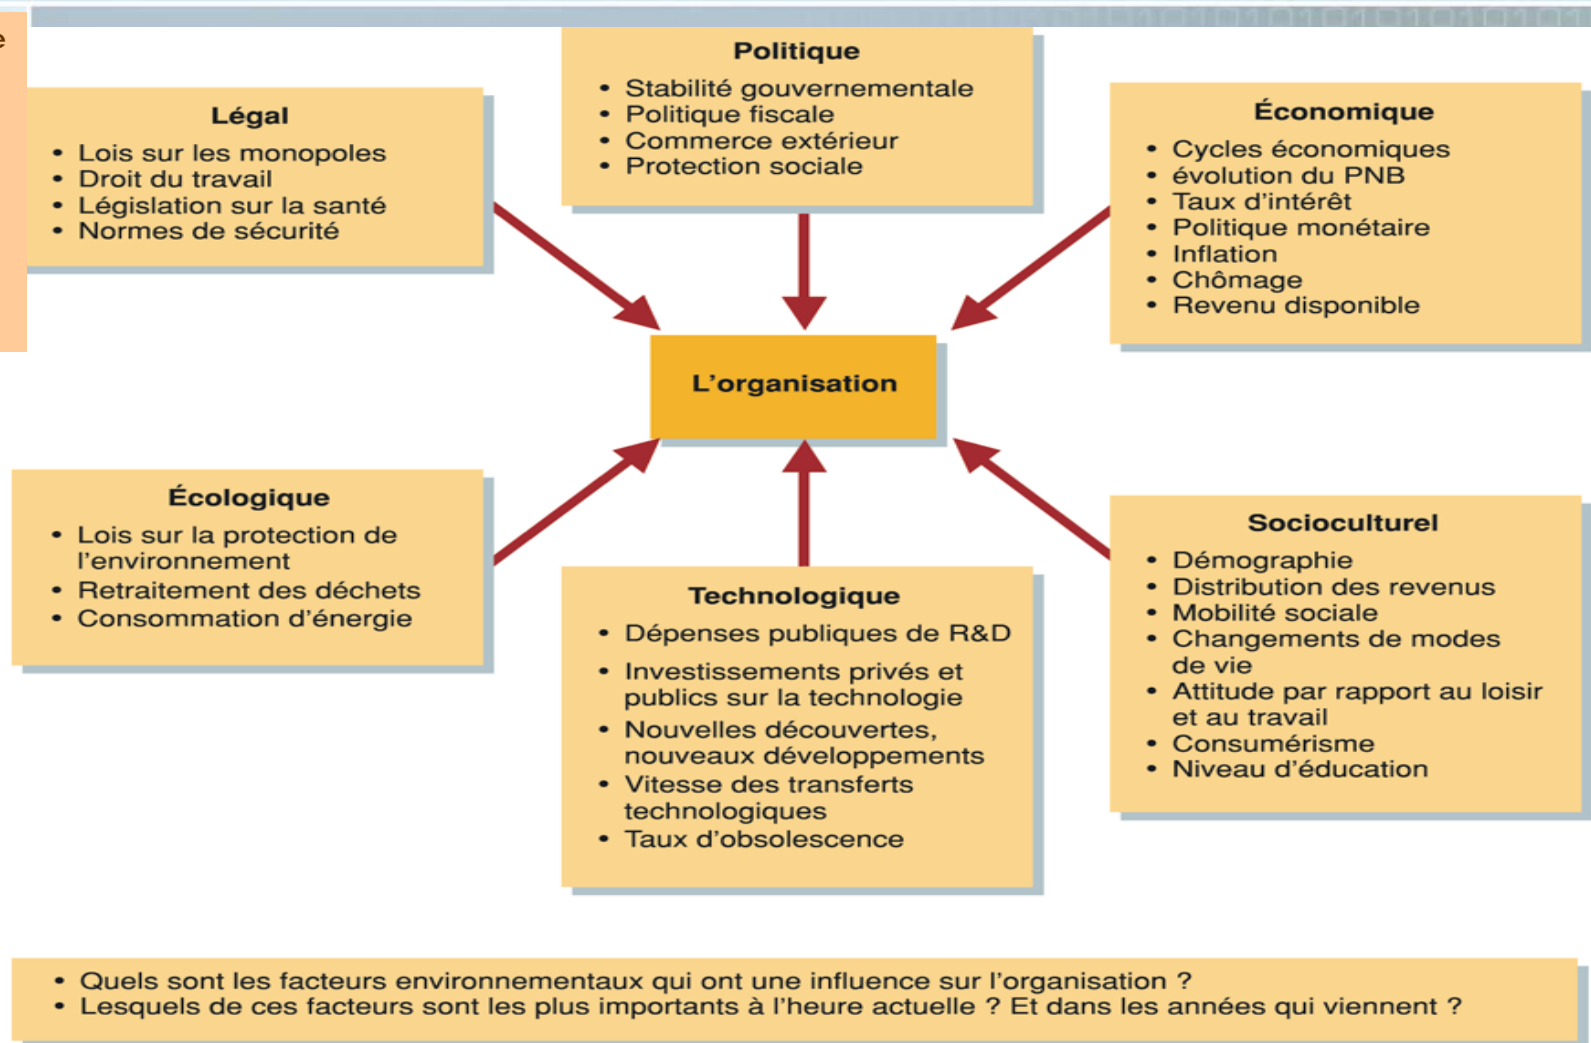 e
Politique
• Stabilité gouvernementale
• Politique fiscale
• Commerce extérieur
• Protection sociale
Légal
• Lois sur les monopoles
• Droit du travail
• Législation sur la santé
• Normes de sécurité
Économique
• Cycles économiques
• évolution du PNB
• Taux d'intérêt
• Politique monétaire
• Inflation
• Chômage
• Revenu disponible
L'organisation
Écologique
• Lois sur la protection de
l'environnement
• Retraitement des déchets
• Consommation d'énergie
Technologique
• Dépenses publiques de R&D
• Investissements privés et
publics sur la technologie
• Nouvelles découvertes,
nouveaux développements
• Vitesse des transferts
technologiques
• Taux d'obsolescence
Socioculturel
• Démographie
• Distribution des revenus
• Mobilité sociale
• Changements de modes
de vie
• Attitude par rapport au loisir
et au travail
• Consumérisme
• Niveau d'éducation
• Quels sont les facteurs environnementaux qui ont une influence sur l'organisation ?
• Lesquels de ces facteurs sont les plus importants à l'heure actuelle ? Et dans les années qui viennent ?